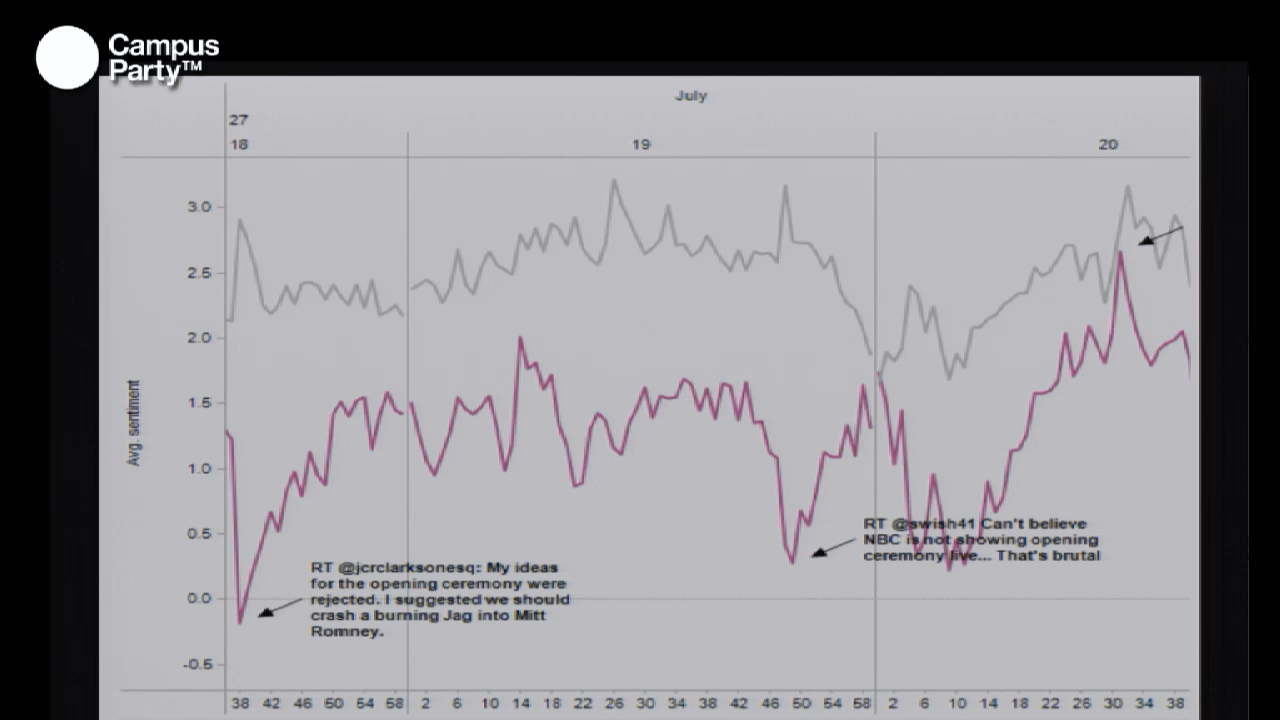 Campus
Party™
July
27
18 19 20
3.0
2.5
2.0
1.5
1.0
0.5
0.0
-0.5
Avg. sentiment
RT @jcrclarksonesq: My ideas
for the opening ceremony were
rejected. I suggested we should
crash a burning Jag into Mitt
Romney.
RT @swish41 Can't believe
NBC is not showing opening
ceremony live... That's brutal
38 42 46 50 54 58 2 6 10 14 18 22 26 30 34 38 42 46 50 54 58 2 6 10 14 18 22 26 30 34 38